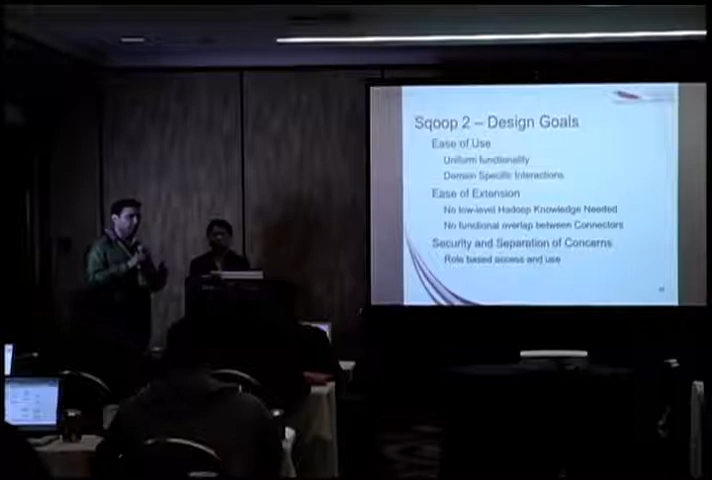 Sqoop 2 – Design Goals
Ease of Use
Uniform functionality
Domain Specific Interactions
Ease of Extension
No low-level Hadoop Knowledge Needed
No functional overlap between Connectors
Security and Separation of Concerns
Role based access and use